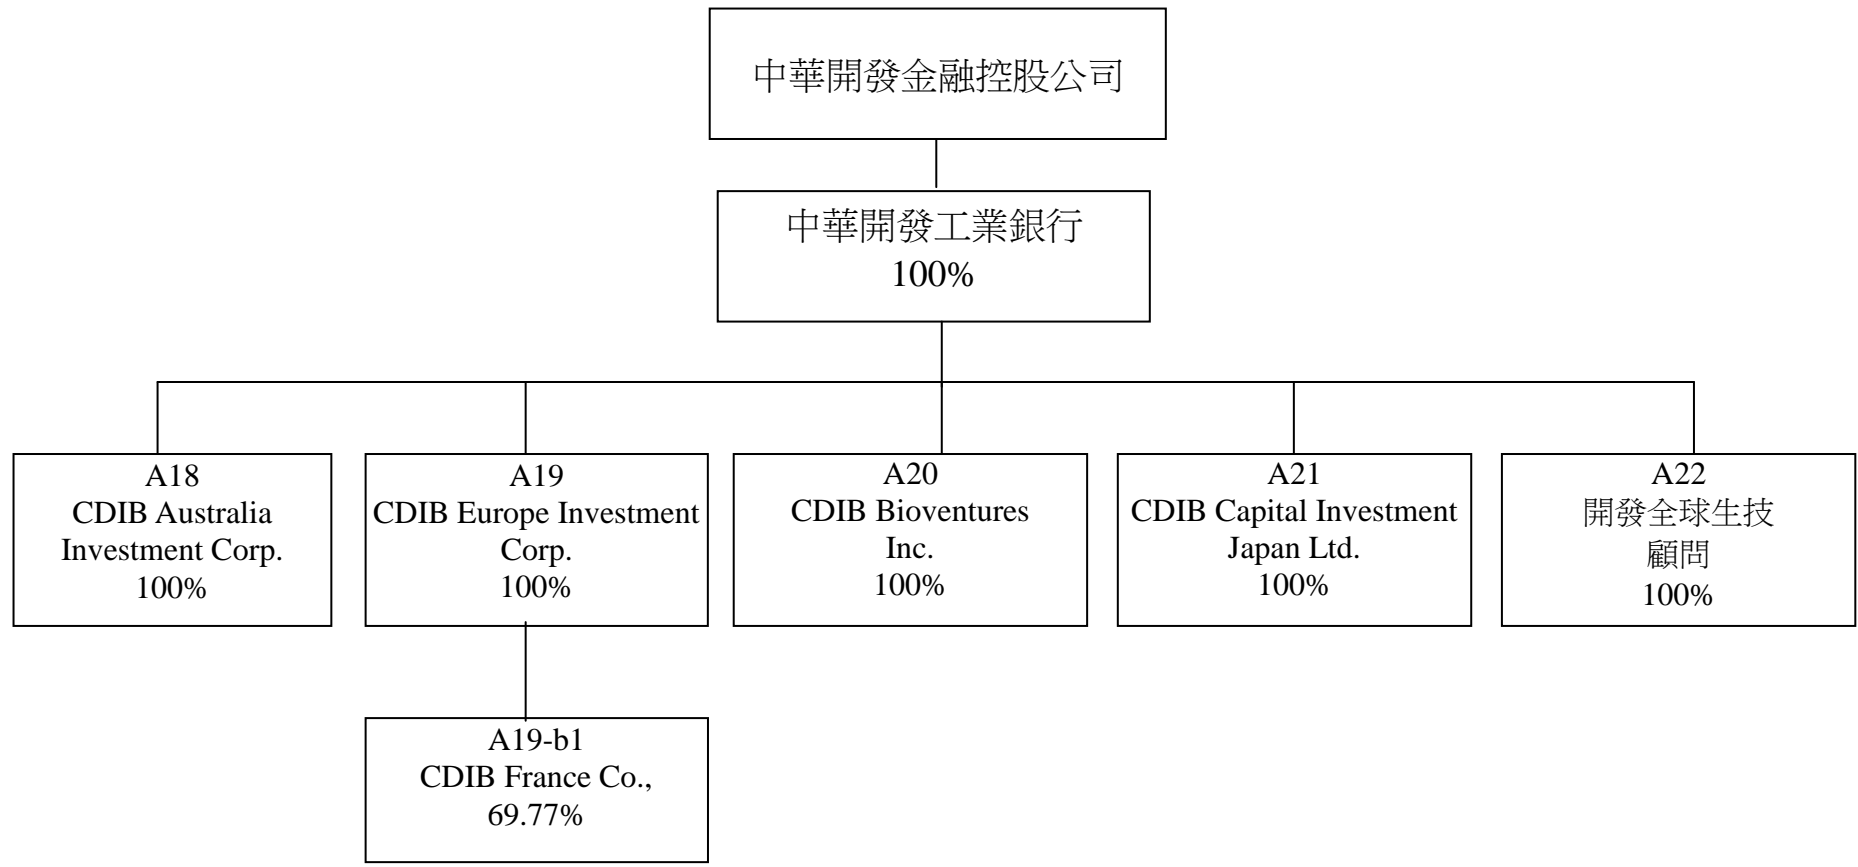 中華開發金融控股公司
中華開發工業銀行
100%
A18
CDIB Australia
Investment Corp.
100%
A19
CDIB Europe Investment
Corp.
100%
A20
CDIB Bioventures
Inc.
100%
A21
CDIB Capital Investment
Japan Ltd.
100%
A22
開發全球生技
顧問
100%
A19-b1
CDIB France Co.,
69.77%